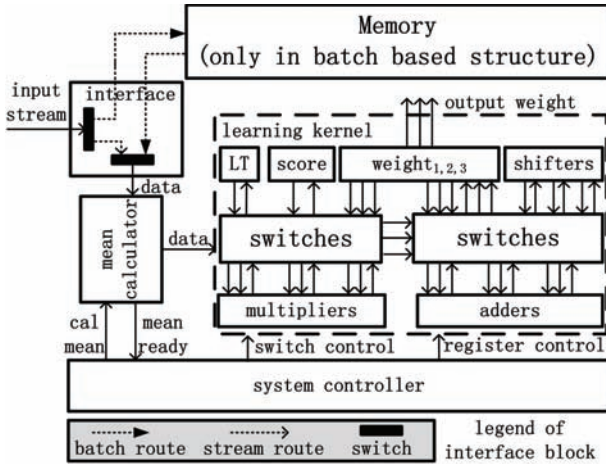 Memory
(only in batch based structure)
interface
input
stream
output weight
learning kernel
LT
score
weight1,2,3
shifters
data
mean
calculator
data
switches
switches
multipliers
adders
cal
mean
mean
ready
switch control
register control
system controller
batch route
stream route
switch
legend of
interface block